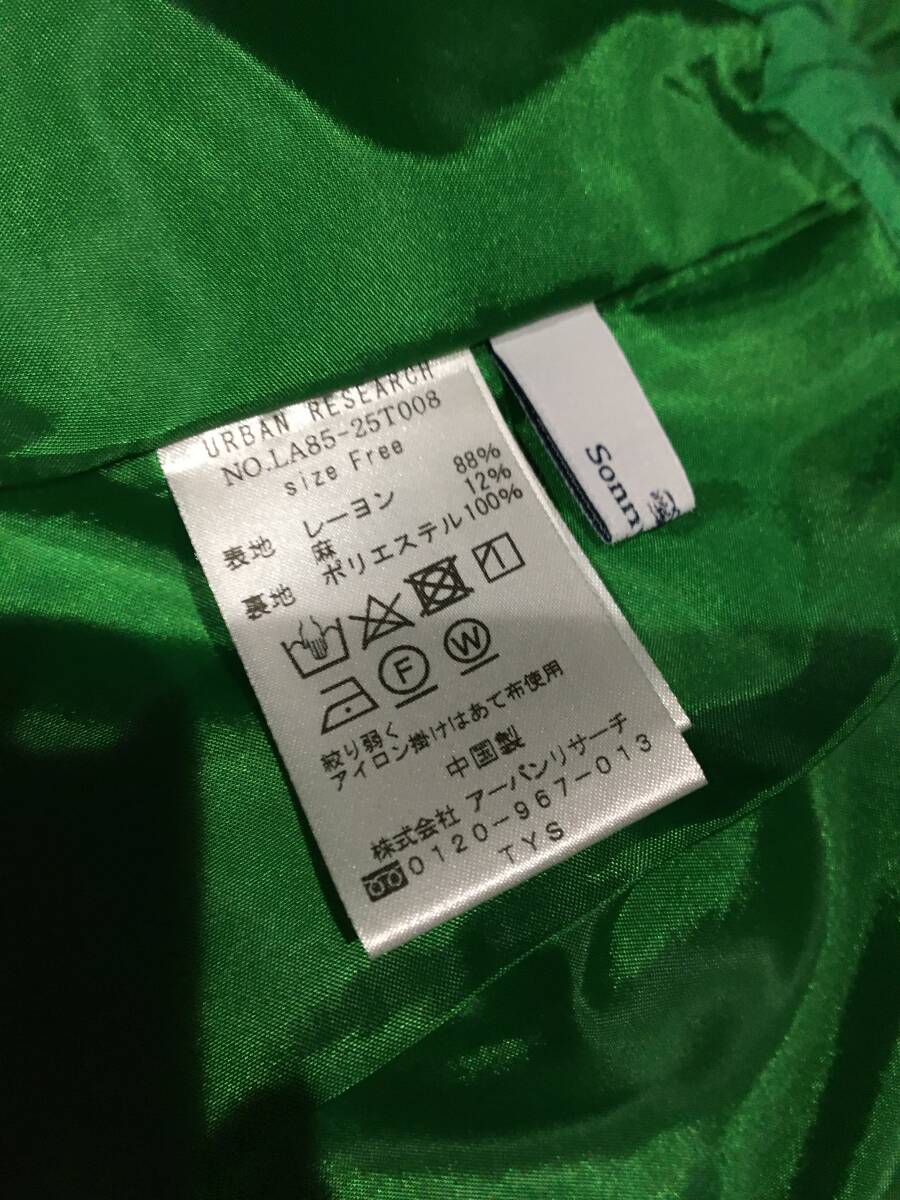 URBAN RESEARCH
NO.LA85-25T008
size Free
表地 レーヨン 88%
麻 12%
裏地 ポリエステル100%
F W
絞り弱く
アイロン掛けはあて布使用
中国製
株式会社 アーバンリサーチ
0120-967-013
TYS
Sonn